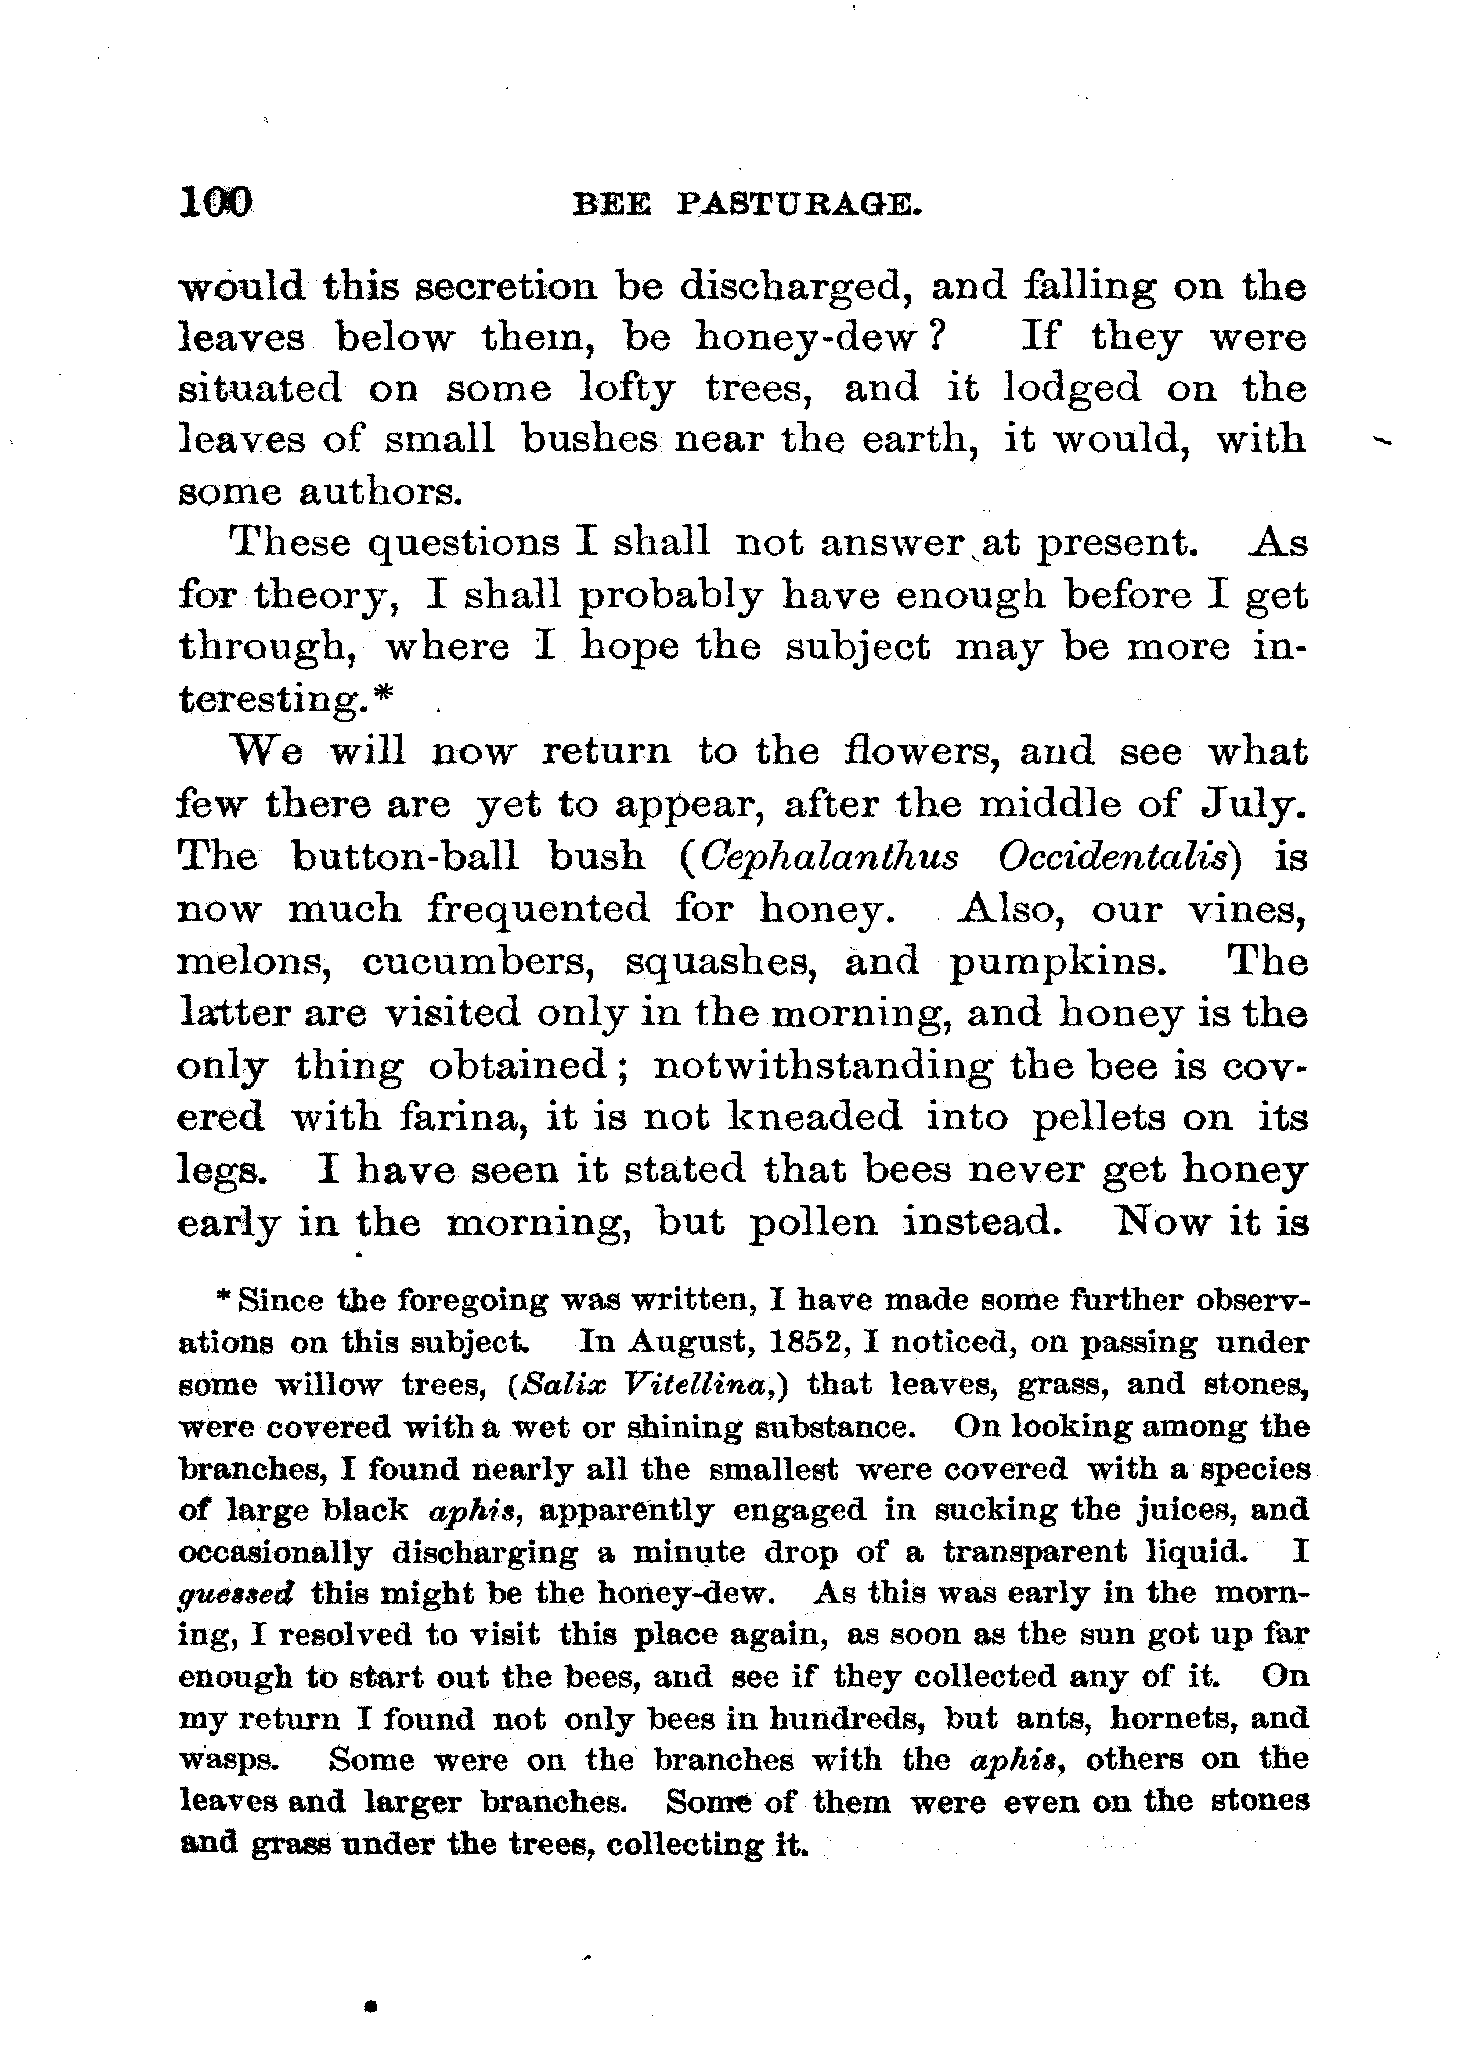 100 BEE PASTURAGE.
would this secretion be discharged, and falling on the
leaves below them, be honey-dew? If they were
situated on some lofty trees, and it lodged on the
leaves of small bushes near the earth, it would, with
some authors.
These questions I shall not answer at present. As
for theory, I shall probably have enough before I get
through, where I hope the subject may be more in-
teresting.*
We will now return to the flowers, and see what
few there are yet to appear, after the middle of July.
The button-ball bush (Cephalanthus Occidentalis) is
now much frequented for honey. Also, our vines,
melons, cucumbers, squashes, and pumpkins. The
latter are visited only in the morning, and honey is the
only thing obtained; notwithstanding the bee is cov-
ered with farina, it is not kneaded into pellets on its
legs. I have seen it stated that bees never get honey
early in the morning, but pollen instead. Now it is
* Since the foregoing was written, I have made some further observ-
ations on this subject. In August, 1852, I noticed, on passing under
some willow trees, (Salix Vitellina,) that leaves, grass, and stones,
were covered with a wet or shining substance. On looking among the
branches, I found nearly all the smallest were covered with a species
of large black aphis, apparently engaged in sucking the juices, and
occasionally discharging a minute drop of a transparent liquid. I
guessed this might be the honey-dew. As this was early in the morn-
ing, I resolved to visit this place again, as soon as the sun got up far
enough to start out the bees, and see if they collected any of it. On
my return I found not only bees in hundreds, but ants, hornets, and
wasps. Some were on the branches with the aphis, others on the
leaves and larger branches. Some of them were even on the stones
and grass under the trees, collecting it.